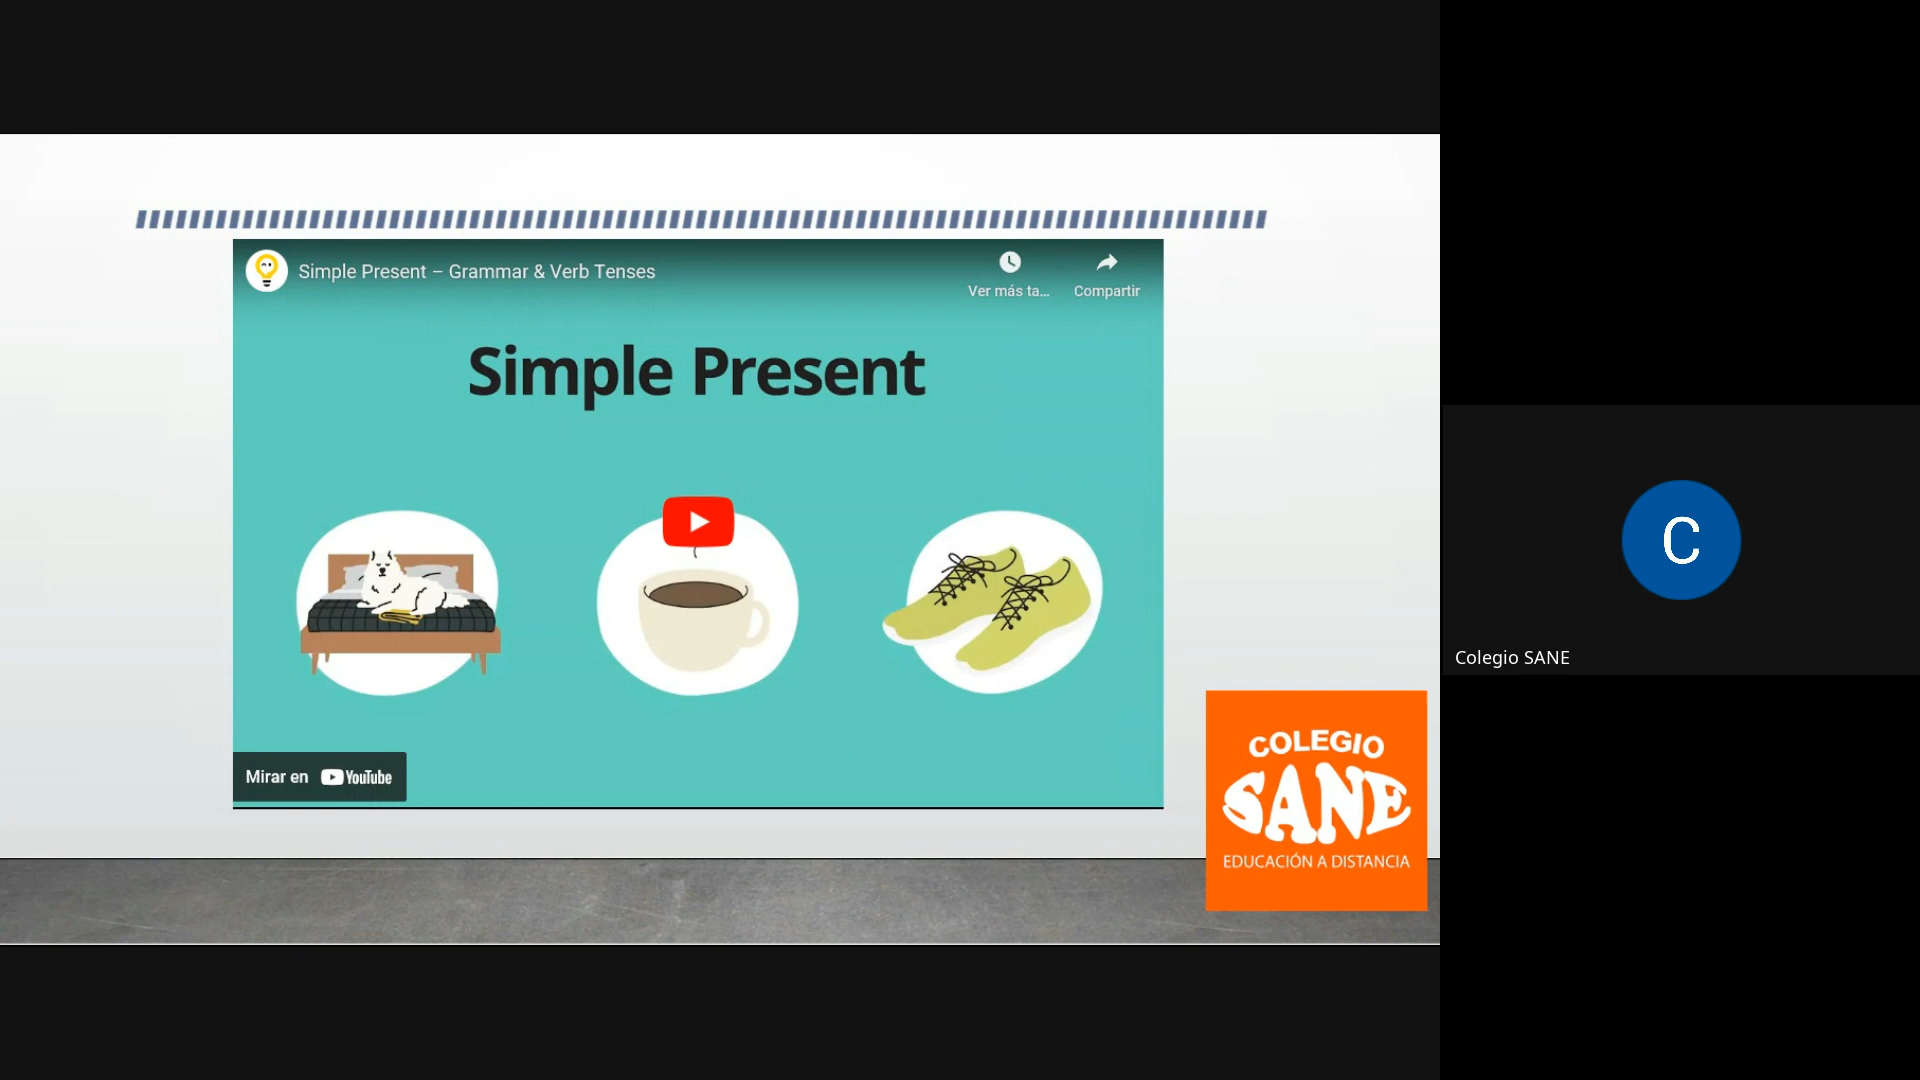 Simple Present – Grammar & Verb Tenses
Ver más ta...
Compartir
Simple Present
Mirar en YouTube
COLEGIO
SANE
EDUCACIÓN A DISTANCIA
C
Colegio SANE